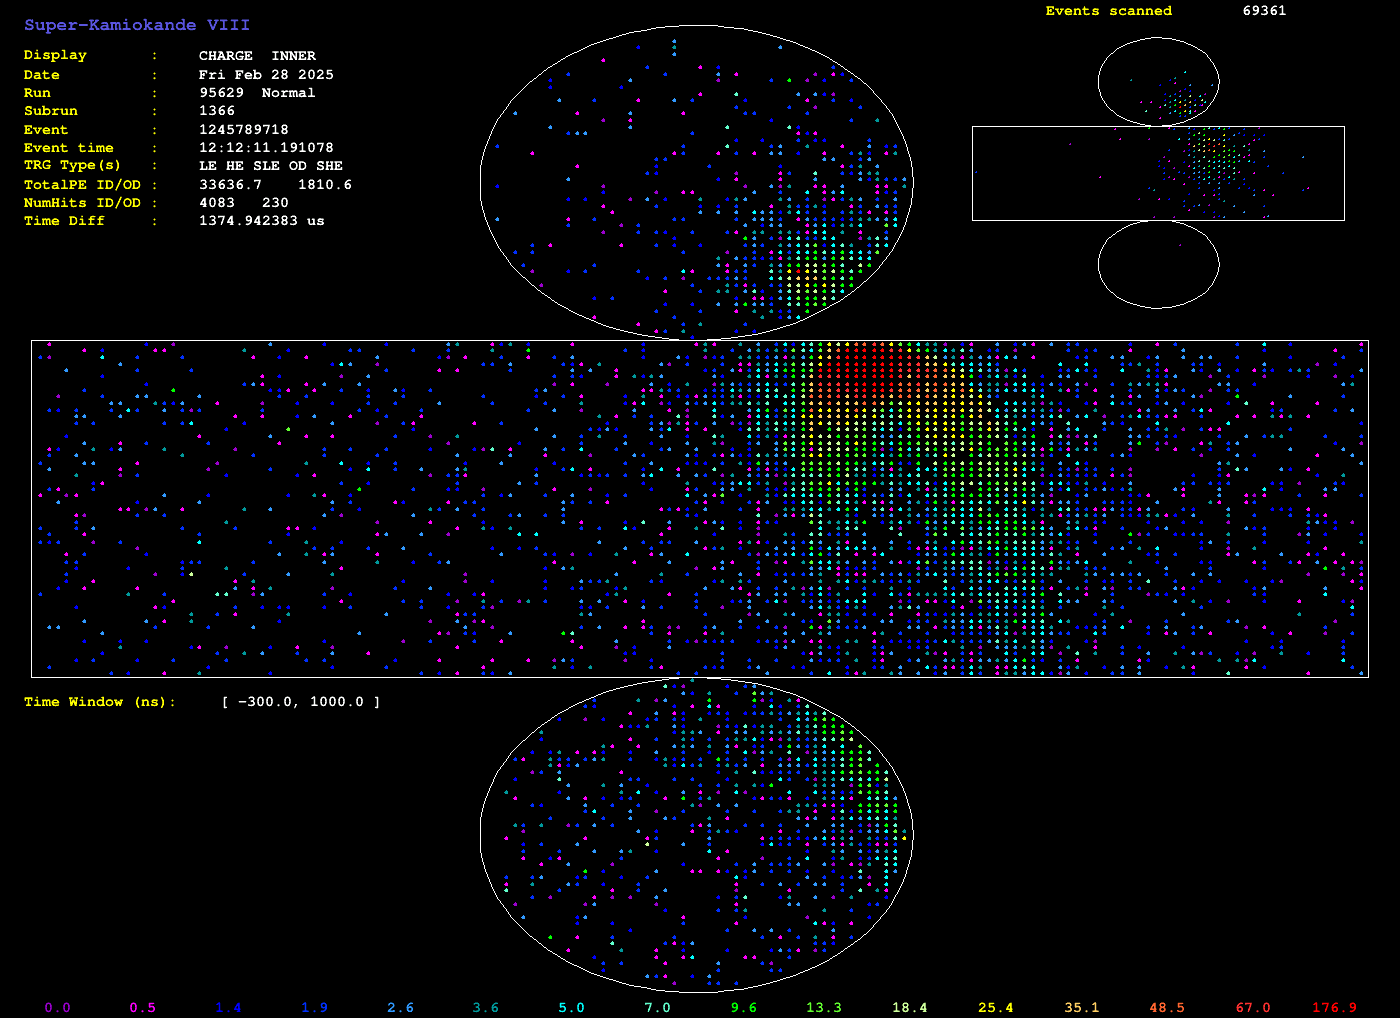 Super-Kamiokande VIII
Events scanned 69361
Display : CHARGE INNER
Date : Fri Feb 28 2025
Run : 95629 Normal
Subrun : 1366
Event : 1245789718
Event time : 12:12:11.191078
TRG Type(s) : LE HE SLE OD SHE
TotalPE ID/OD : 33636.7 1810.6
NumHits ID/OD : 4083 230
Time Diff : 1374.942383 us
Time Window (ns): [ -300.0, 1000.0 ]
0.0 0.5 1.4 1.9 2.6 3.6 5.0 7.0 9.6 13.3 18.4 25.4 35.1 48.5 67.0 176.9